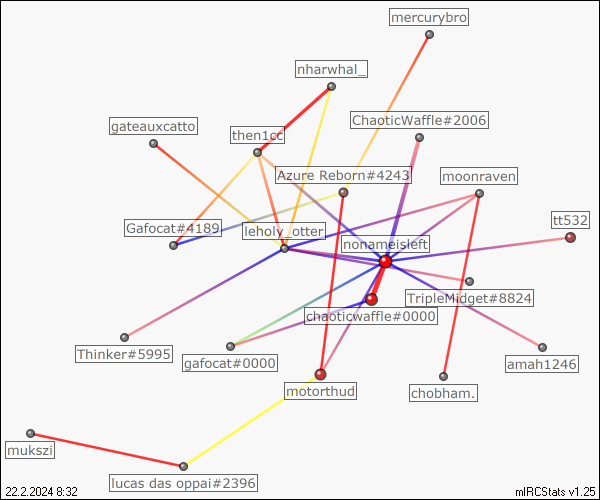 mercurybro
nharwhal_
ChaoticWaffle#2006
gateauxcatto
then1cc
Azure Reborn#4243
moonraven
Gafocat#4189
leholy_otter
tt532
nonameisleft
TripleMidget#8824
chaoticwaffle#0000
Thinker#5995
gafocat#0000
amah1246
motorthud
chobham.
mukszi
lucas das oppai#2396
22.2.2024 8:32
mIRCStats v1.25